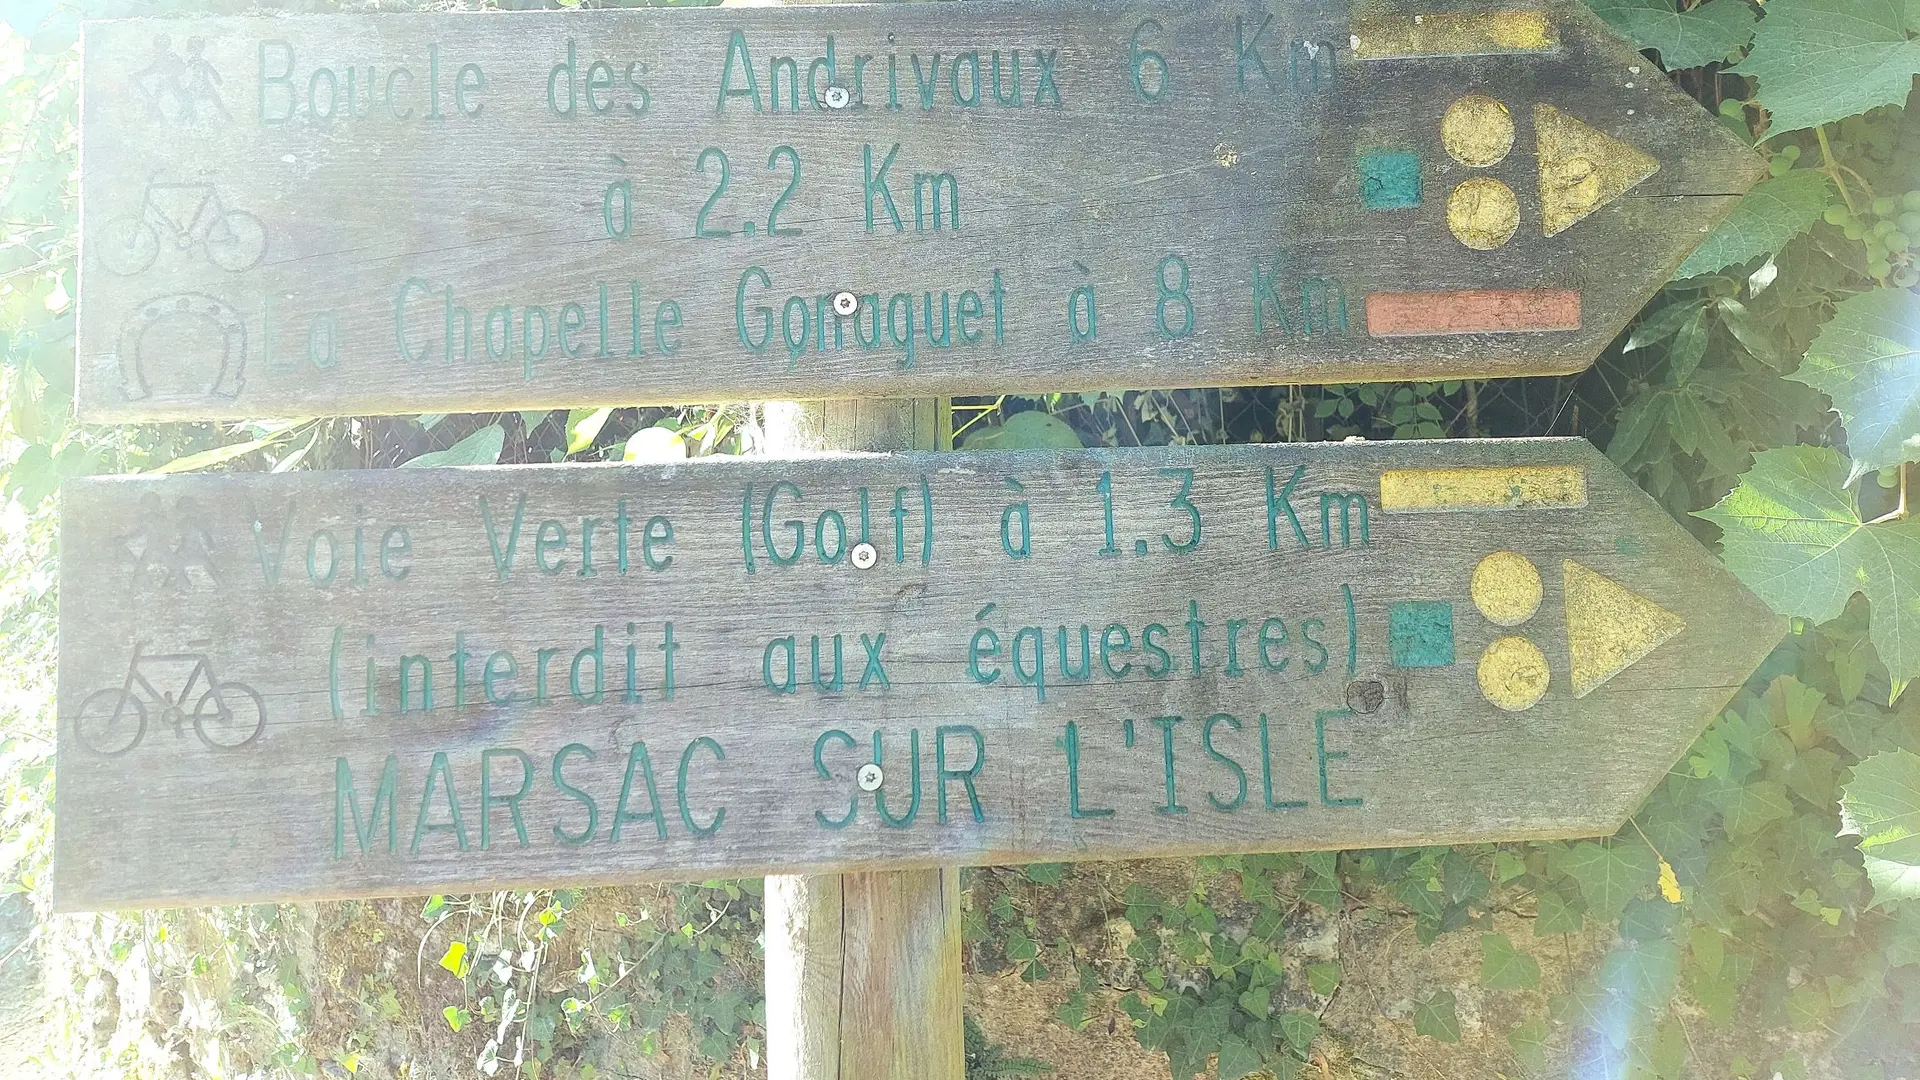 Boucle des Andrivaux 6 Km
à 2.2 Km
La Chapelle Gonaguet à 8 Km
Voie Verte (Golf) à 1.3 Km
(interdit aux équestres)
MARSAC SUR L'ISLE